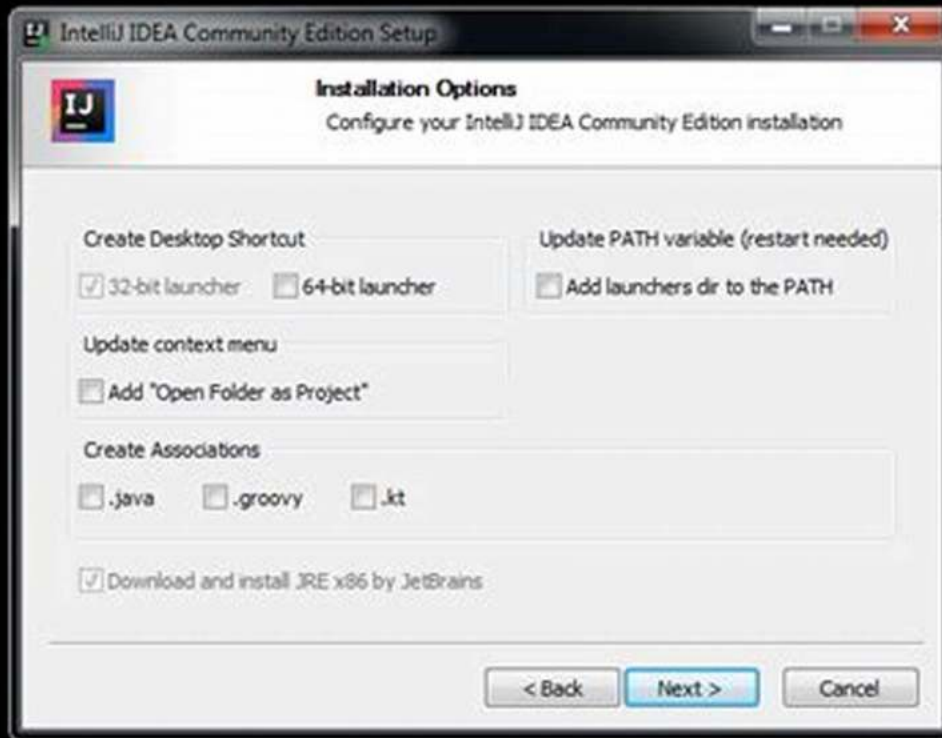 IntelliJ IDEA Community Edition Setup
IJ
Installation Options
Configure your IntelliJ IDEA Community Edition installation
Create Desktop Shortcut
32-bit launcher 64-bit launcher
Update PATH variable (restart needed)
Add launchers dir to the PATH
Update context menu
Add "Open Folder as Project"
Create Associations
.java .groovy .kt
Download and install JRE x86 by JetBrains
< Back Next > Cancel